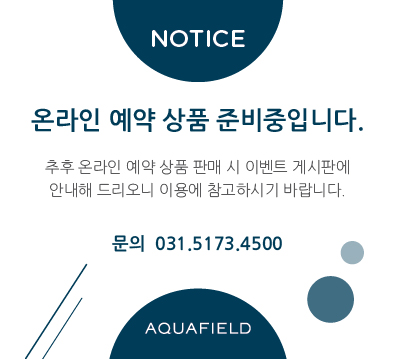 NOTICE
온라인 예약 상품 준비중입니다.
추후 온라인 예약 상품 판매 시 이벤트 게시판에
안내해 드리오니 이용에 참고하시기 바랍니다.
문의 031.5173.4500
AQUAFIELD